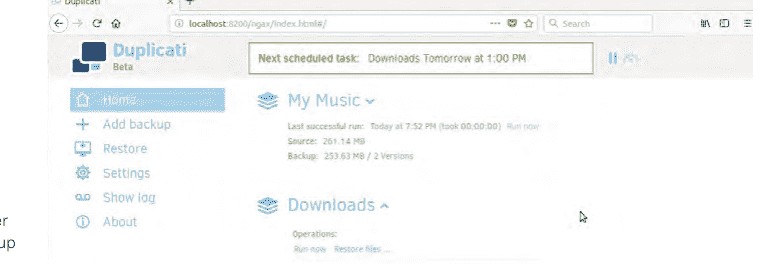 Duplicati
localhost:8200/ngax/index.html#/
Search
Duplicati
Beta
Next scheduled task: Downloads Tomorrow at 1:00 PM
Home
Add backup
Restore
Settings
Show log
About
My Music
Last successful run: Today at 7:52 PM (took 00:00:00) Run now
Source: 261.14 MB
Backup: 253.63 MB / 2 Versions
Downloads
Operations:
Run now Restore files ...
er
up